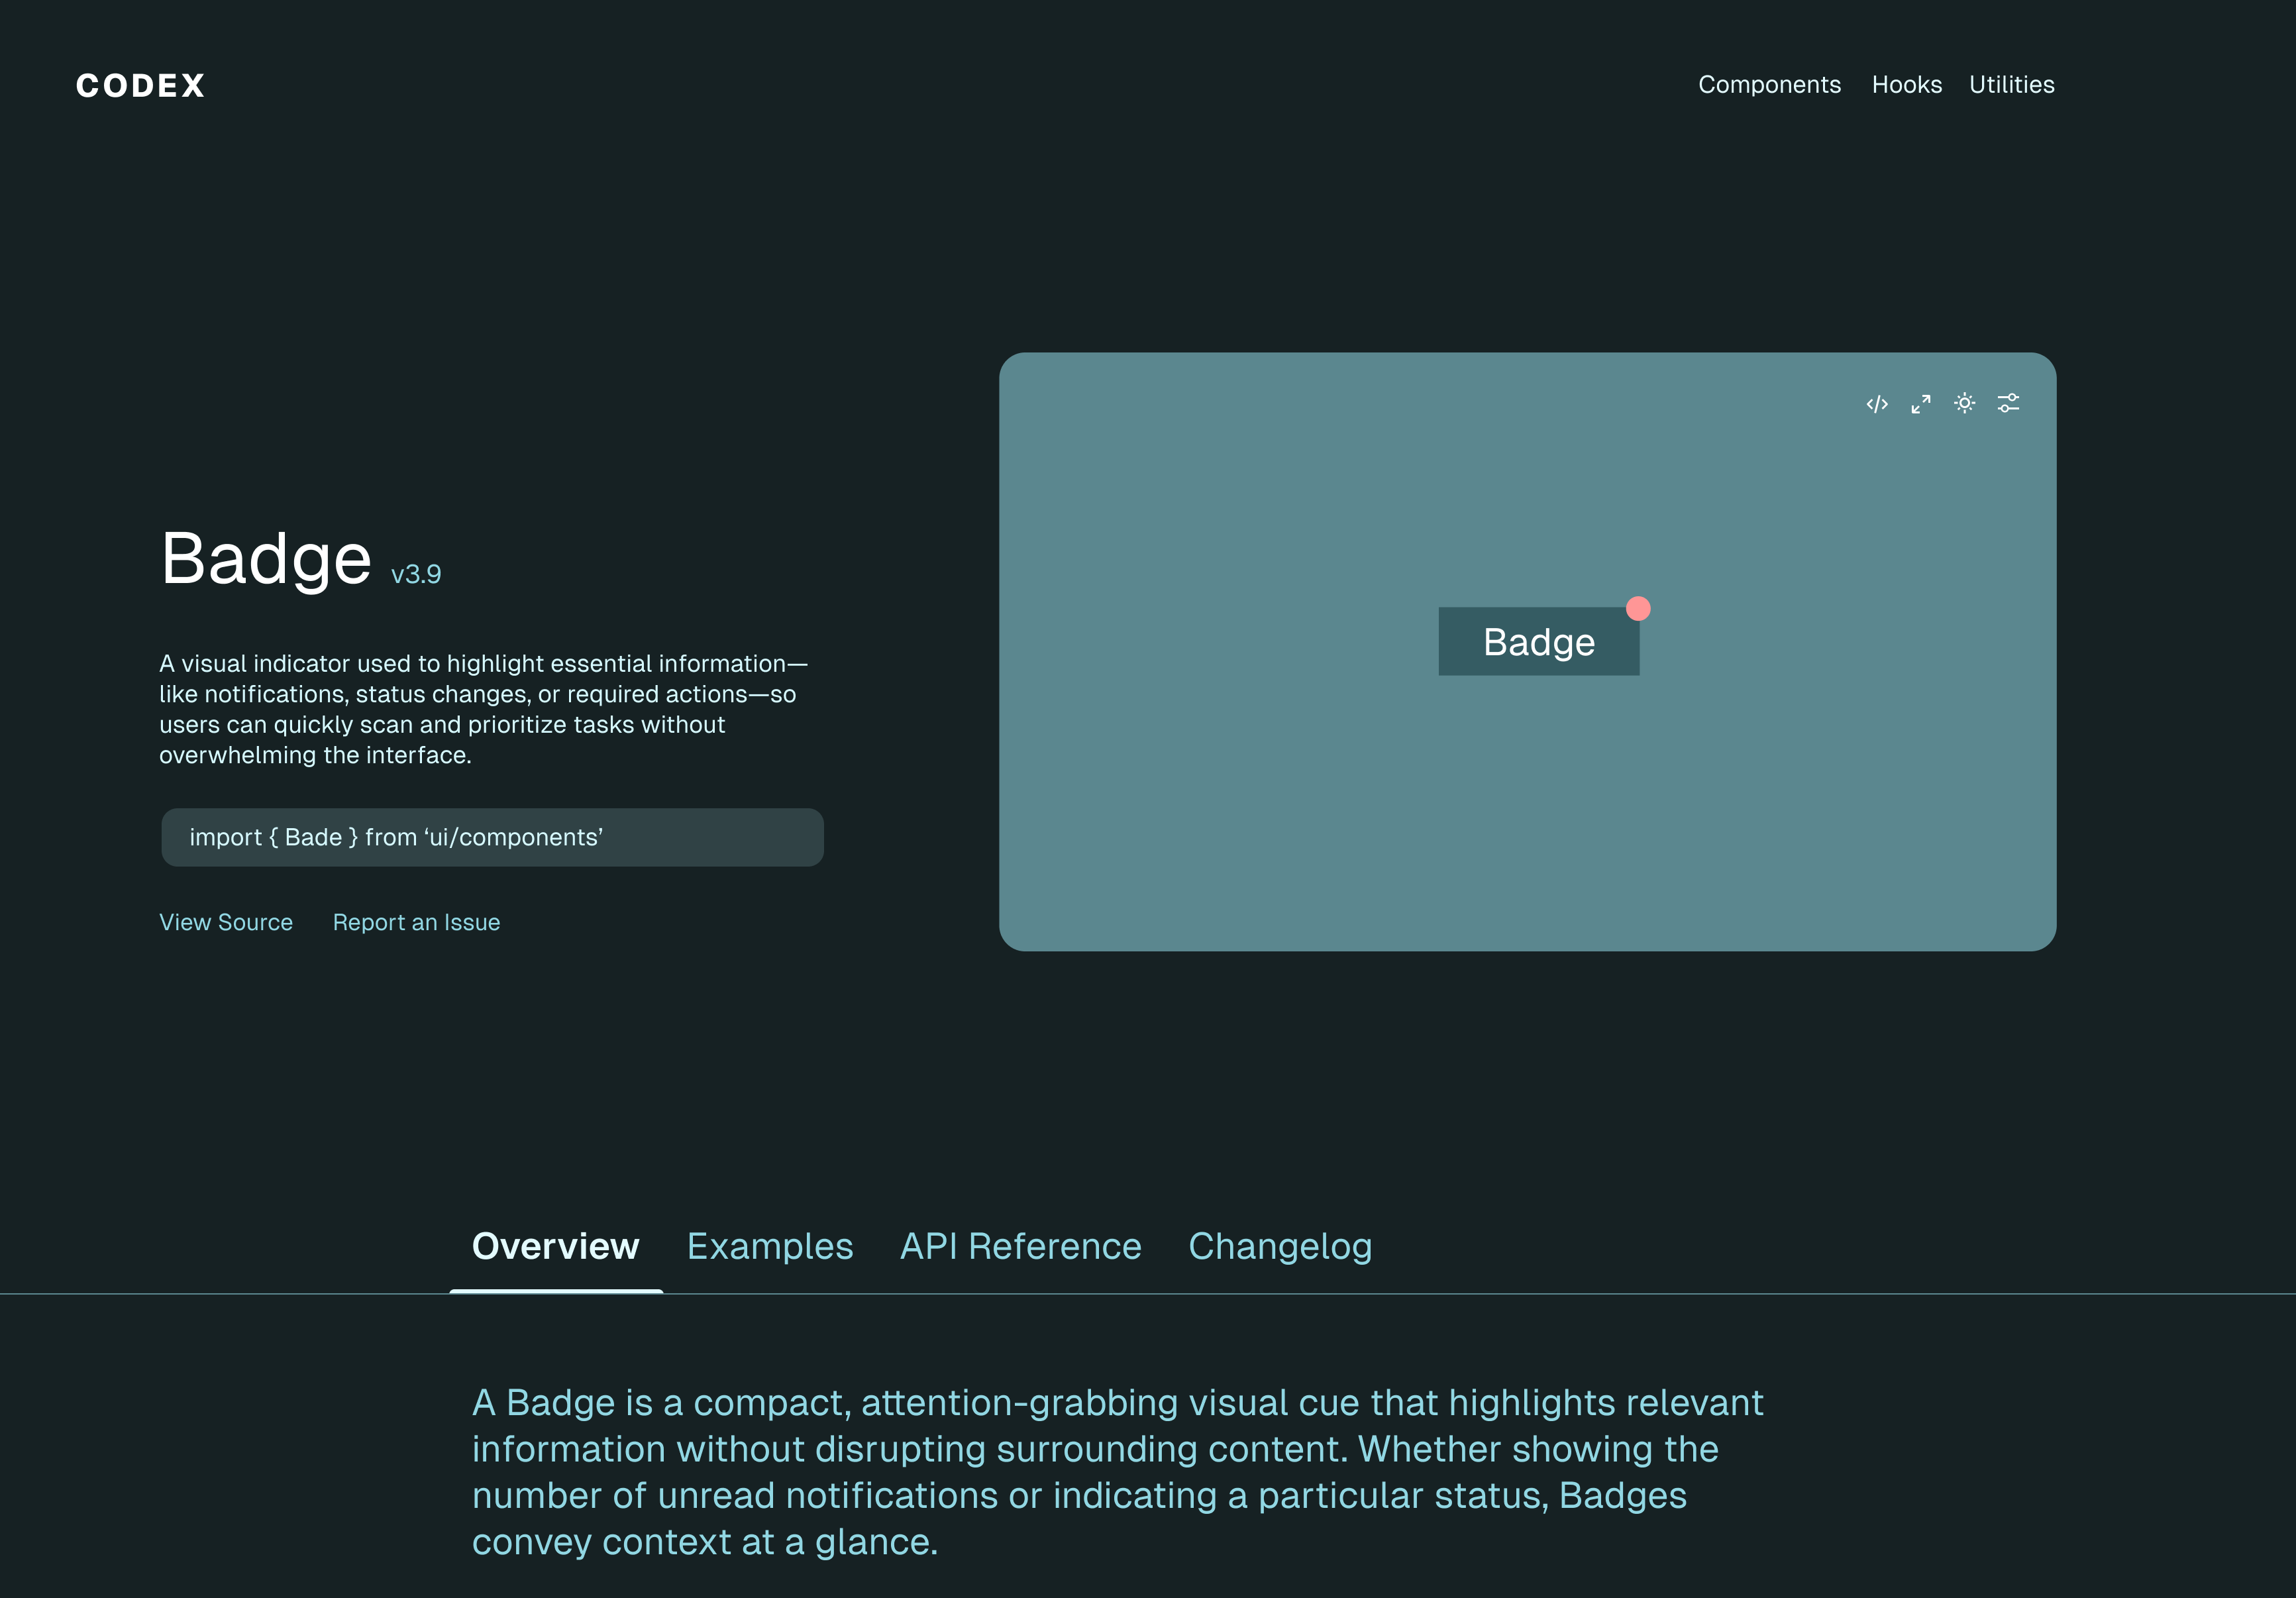 CODEX
Components Hooks Utilities
Badge v3.9
A visual indicator used to highlight essential information—
like notifications, status changes, or required actions—so
users can quickly scan and prioritize tasks without
overwhelming the interface.
import { Bade } from ‘ui/components’
View Source Report an Issue
Badge
Overview Examples API Reference Changelog
A Badge is a compact, attention-grabbing visual cue that highlights relevant
information without disrupting surrounding content. Whether showing the
number of unread notifications or indicating a particular status, Badges
convey context at a glance.